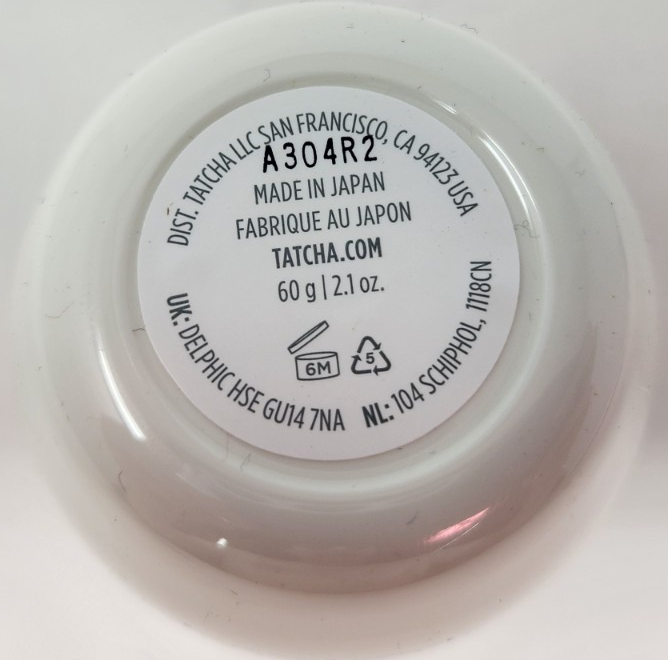 DIST. TATCHA LLC SAN FRANCISCO, CA 94123 USA
A304R2
MADE IN JAPAN
FABRIQUE AU JAPON
TATCHA.COM
60 g | 2.1 oz.
6M
5
UK: DELPHIC HSE GU14 7NA
NL: 104 SCHIPHOL, 1118CN